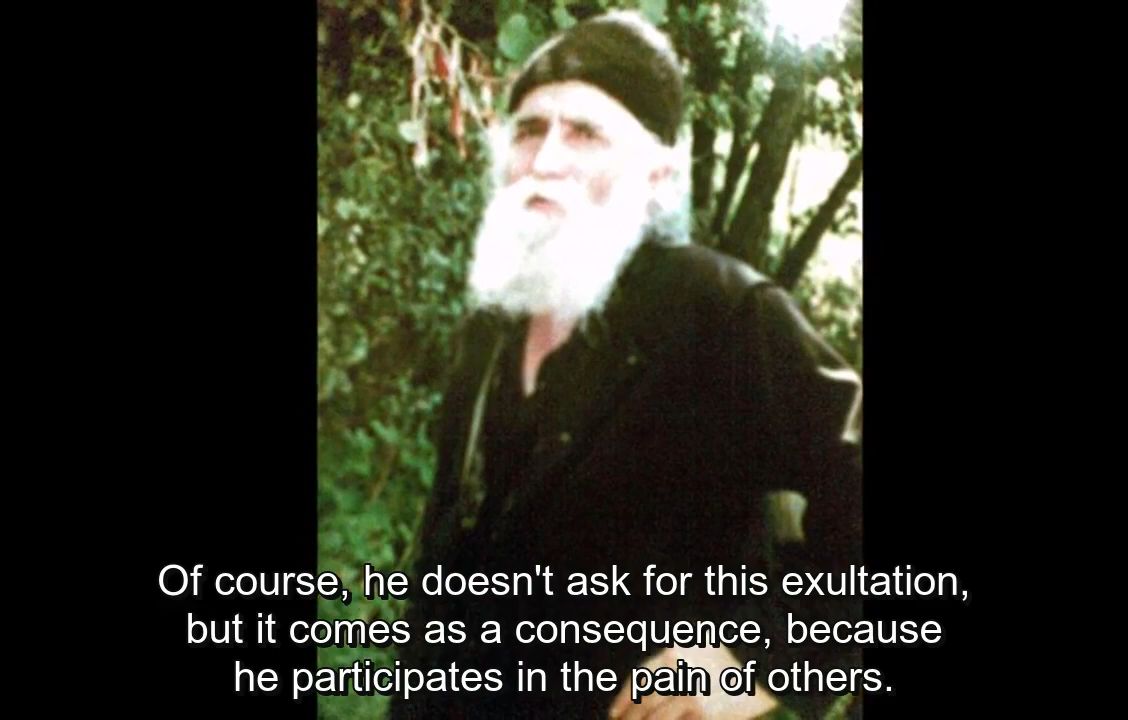 Of course, he doesn't ask for this exultation,
but it comes as a consequence, because
he participates in the pain of others.